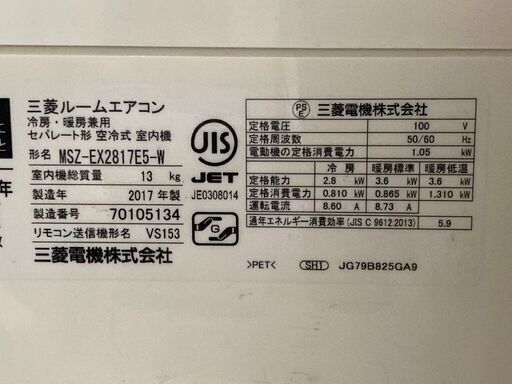 三菱ルームエアコン
冷房・暖房兼用
セパレート形 空冷式 室内機
形名 MSZ-EX2817E5-W
室内機総質量 13 kg
製造年 2017 年製
製造番号 70105134
リモコン送信機形名 VS153
三菱電機株式会社
JIS
JET
JE0308014
PS E 三菱電機株式会社
定格電圧 100 V
定格周波数 50/60 Hz
電動機の定格消費電力 1.05 kW
冷房 暖房標準 暖房低温
定格能力 2.8 kW 3.6 kW 3.6 kW
定格消費電力 0.810 kW 0.865 kW 1.310 kW
運転電流 8.60 A 8.73 A
通年エネルギー消費効率 (JIS C 9612:2013) 5.9
>PET< SH1 JG79B825GA9
年